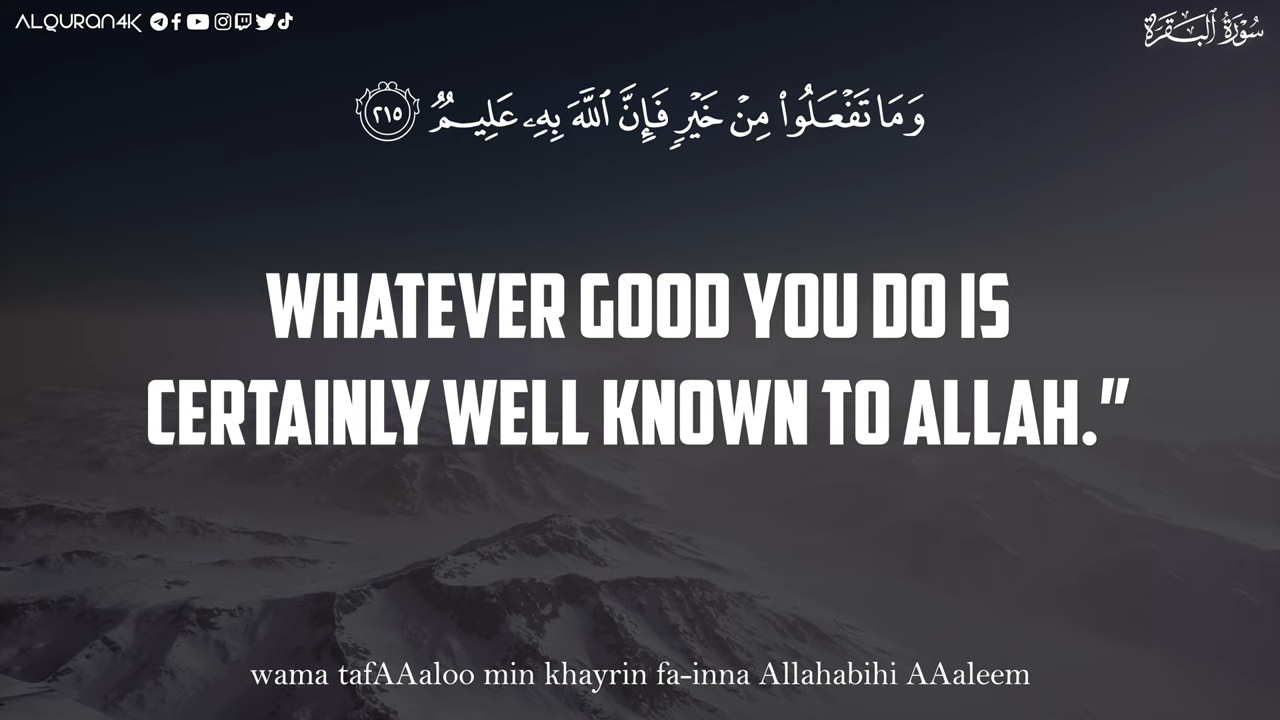 ALQURAN4K
سُورَةُ ٱلْبَقَرَة
وَمَا تَفْعَلُوا۟ مِنْ خَيْرٍ فَإِنَّ ٱللَّهَ بِهِۦ عَلِيمٌ ٢١٥
WHATEVER GOOD YOU DO IS
CERTAINLY WELL KNOWN TO ALLAH."
wama tafAAaloo min khayrin fa-inna Allahabihi AAaleem